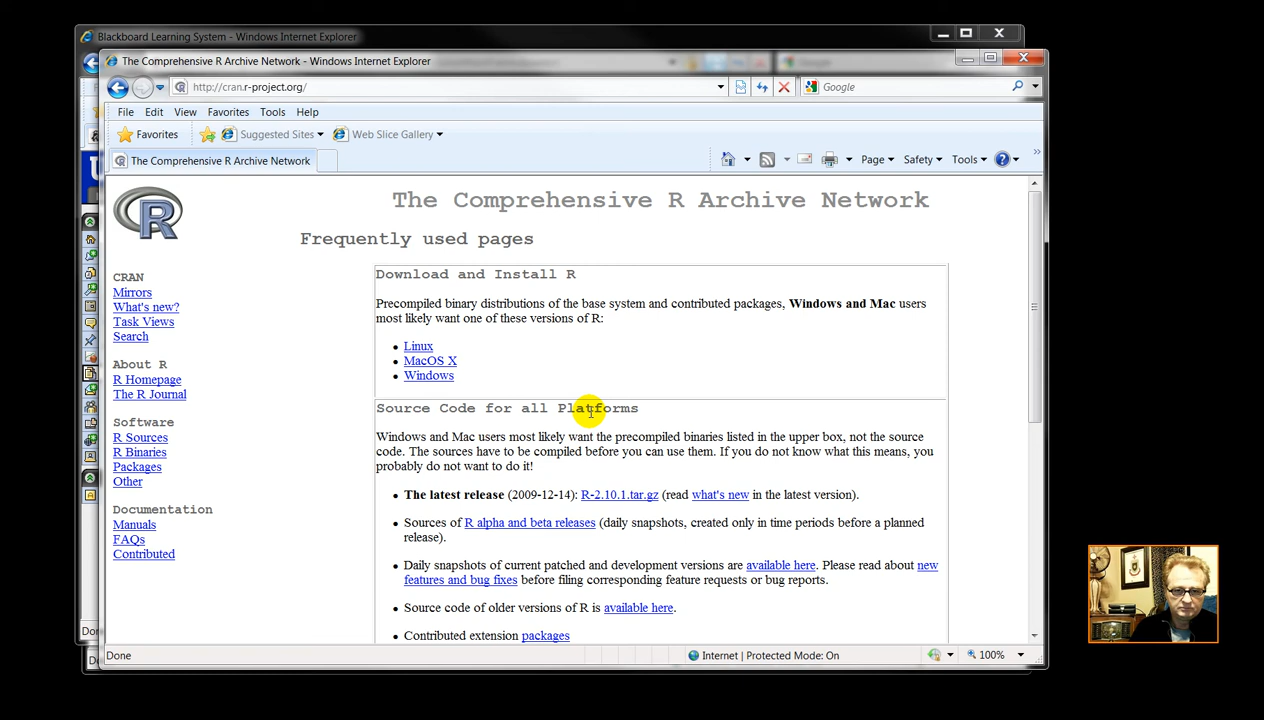 Blackboard Learning System - Windows Internet Explorer
The Comprehensive R Archive Network - Windows Internet Explorer
http://cran.r-project.org/
Google
File Edit View Favorites Tools Help
Favorites Suggested Sites Web Slice Gallery
The Comprehensive R Archive Network
Page Safety Tools
R
The Comprehensive R Archive Network
Frequently used pages
CRAN
Mirrors
What's new?
Task Views
Search
About R
R Homepage
The R Journal
Software
R Sources
R Binaries
Packages
Other
Documentation
Manuals
FAQs
Contributed
Download and Install R
Precompiled binary distributions of the base system and contributed packages, Windows and Mac users
most likely want one of these versions of R:
Linux
MacOS X
Windows
Source Code for all Platforms
Windows and Mac users most likely want the precompiled binaries listed in the upper box, not the source
code. The sources have to be compiled before you can use them. If you do not know what this means, you
probably do not want to do it!
The latest release (2009-12-14): R-2.10.1.tar.gz (read what's new in the latest version).
Sources of R alpha and beta releases (daily snapshots, created only in time periods before a planned
release).
Daily snapshots of current patched and development versions are available here. Please read about new
features and bug fixes before filing corresponding feature requests or bug reports.
Source code of older versions of R is available here.
Contributed extension packages
Done
Internet | Protected Mode: On
100%